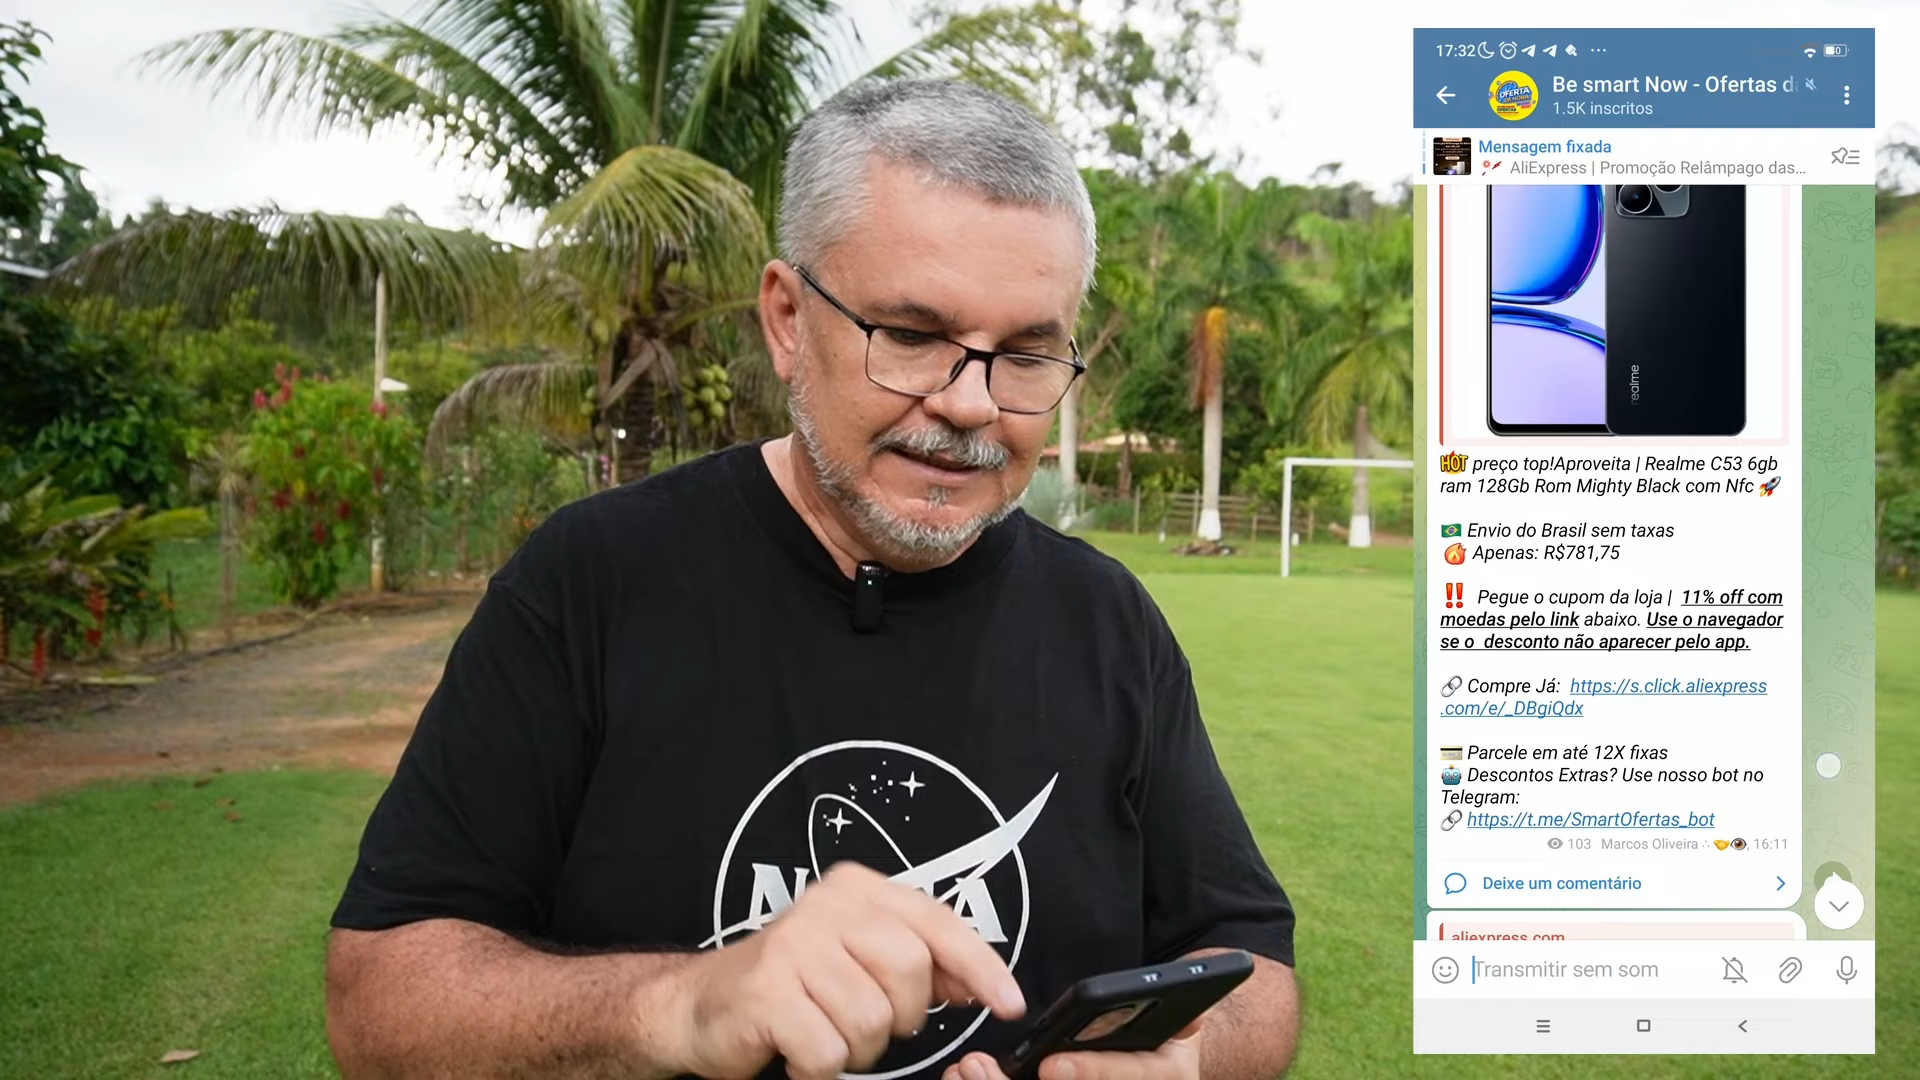 17:32
Be smart Now - Ofertas d
1.5K inscritos
Mensagem fixada
AliExpress | Promoção Relâmpago das...
realme
HOT preço top!Aproveita | Realme C53 6gb
ram 128Gb Rom Mighty Black com Nfc 🚀
🇧🇷 Envio do Brasil sem taxas
🔥 Apenas: R$781,75
‼️ Pegue o cupom da loja | 11% off com
moedas pelo link abaixo. Use o navegador
se o desconto não aparecer pelo app.
🔗 Compre Já: https://s.click.aliexpress
.com/e/_DBgiQdx
💳 Parcele em até 12X fixas
🤖 Descontos Extras? Use nosso bot no
Telegram:
🔗 https://t.me/SmartOfertas_bot
103 Marcos Oliveira ∴ 🤝👁, 16:11
Deixe um comentário
aliexpress.com
Transmitir sem som